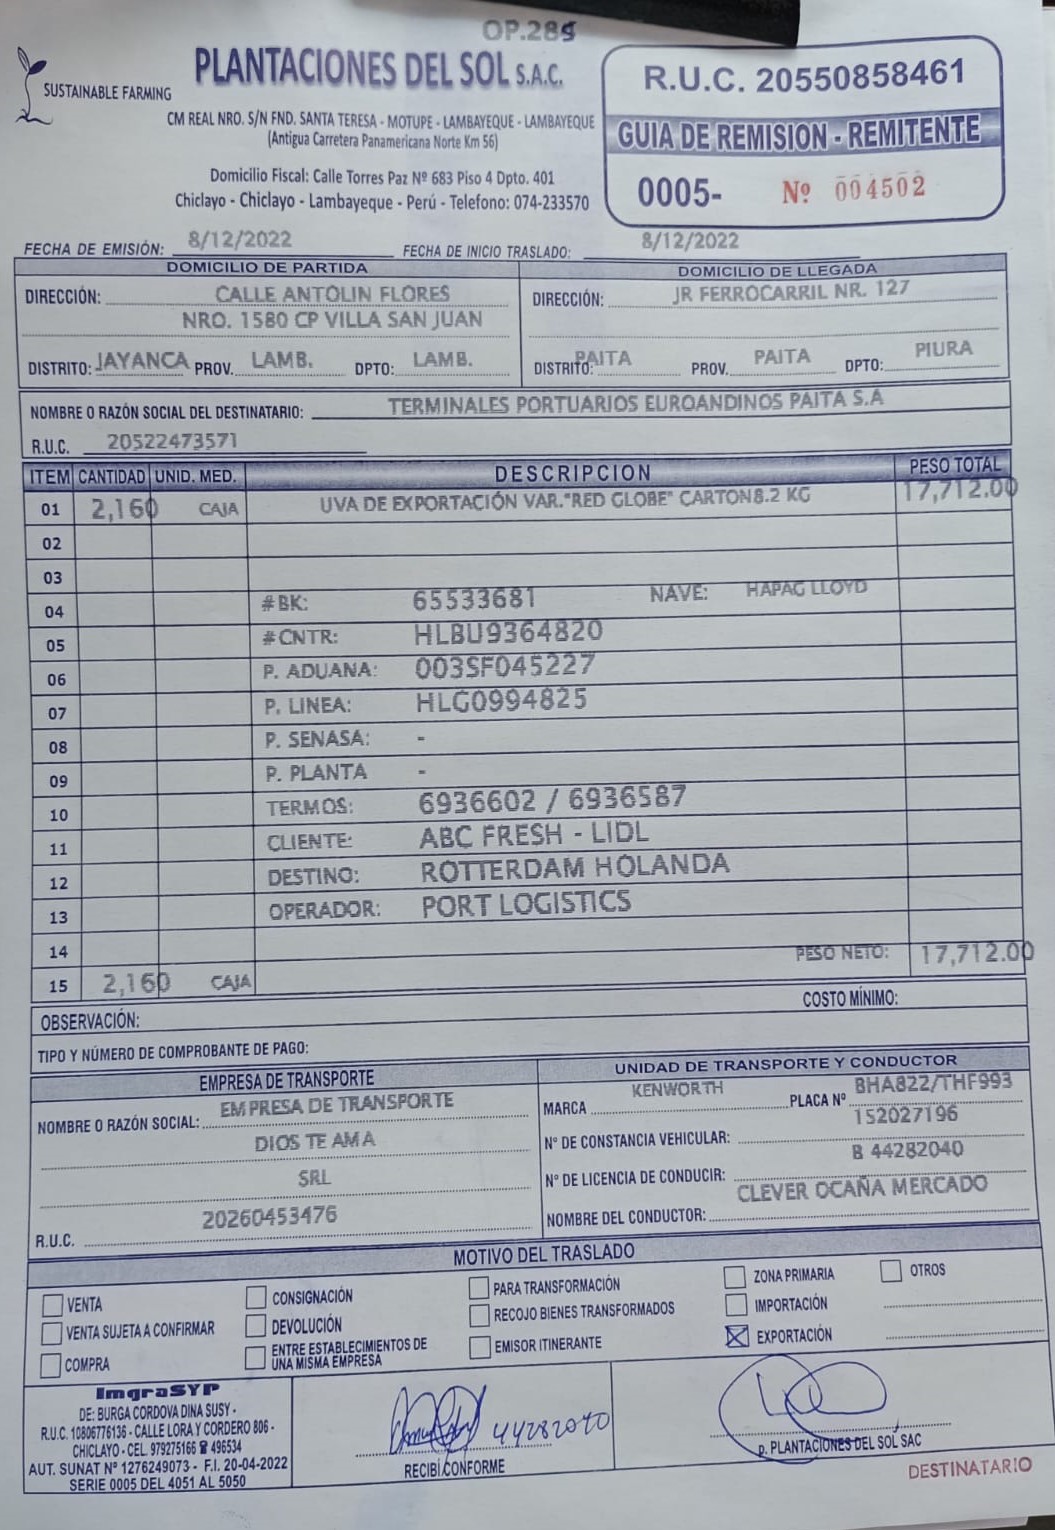 OP.289
SUSTAINABLE FARMING
PLANTACIONES DEL SOL S.A.C.
CM REAL NRO. S/N FND. SANTA TERESA - MOTUPE - LAMBAYEQUE - LAMBAYEQUE
(Antigua Carretera Panamericana Norte Km 56)
Domicilio Fiscal: Calle Torres Paz Nº 683 Piso 4 Dpto. 401
Chiclayo - Chiclayo - Lambayeque - Perú - Telefono: 074-233570
R.U.C. 20550858461
GUIA DE REMISION - REMITENTE
0005- Nº 004502
FECHA DE EMISIÓN: 8/12/2022 FECHA DE INICIO TRASLADO: 8/12/2022
DOMICILIO DE PARTIDA
DIRECCIÓN: CALLE ANTOLIN FLORES
NRO. 1580 CP VILLA SAN JUAN
DISTRITO: JAYANCA PROV. LAMB. DPTO: LAMB.
DOMICILIO DE LLEGADA
DIRECCIÓN: JR FERROCARRIL NR. 127
DISTRITO: PAITA PROV. PAITA DPTO: PIURA
NOMBRE O RAZÓN SOCIAL DEL DESTINATARIO: TERMINALES PORTUARIOS EUROANDINOS PAITA S.A
R.U.C. 20522473571
ITEM CANTIDAD UNID. MED. DESCRIPCION PESO TOTAL
01 2,160 CAJA UVA DE EXPORTACIÓN VAR."RED GLOBE" CARTON8.2 KG 17,712.00
02
03
04 #BK: 65533681 NAVE: HAPAG LLOYD
05 #CNTR: HLBU9364820
06 P. ADUANA: 003SF045227
07 P. LINEA: HLG0994825
08 P. SENASA: -
09 P. PLANTA -
10 TERMOS: 6936602 / 6936587
11 CLIENTE: ABC FRESH - LIDL
12 DESTINO: ROTTERDAM HOLANDA
13 OPERADOR: PORT LOGISTICS
14 PESO NETO: 17,712.00
15 2,160 CAJA
COSTO MÍNIMO:
OBSERVACIÓN:
TIPO Y NÚMERO DE COMPROBANTE DE PAGO:
EMPRESA DE TRANSPORTE
NOMBRE O RAZÓN SOCIAL: EMPRESA DE TRANSPORTE
DIOS TE AMA
SRL
R.U.C. 20260453476
UNIDAD DE TRANSPORTE Y CONDUCTOR
MARCA KENWORTH PLACA Nº BHA822/THF993
Nº DE CONSTANCIA VEHICULAR: 152027196
Nº DE LICENCIA DE CONDUCIR: B 44282040
NOMBRE DEL CONDUCTOR: CLEVER OCAÑA MERCADO
MOTIVO DEL TRASLADO
VENTA CONSIGNACIÓN PARA TRANSFORMACIÓN ZONA PRIMARIA OTROS
VENTA SUJETA A CONFIRMAR DEVOLUCIÓN RECOJO BIENES TRANSFORMADOS IMPORTACIÓN
COMPRA ENTRE ESTABLECIMIENTOS DE UNA MISMA EMPRESA EMISOR ITINERANTE EXPORTACIÓN
ImgraSYP
DE: BURGA CORDOVA DINA SUSY -
R.U.C. 10806776136 - CALLE LORA Y CORDERO 806 -
CHICLAYO - CEL. 979275166 ☎ 496534
AUT. SUNAT Nº 1276249073 - F.I. 20-04-2022
SERIE 0005 DEL 4051 AL 5050
44282040
RECIBÍ CONFORME
p. PLANTACIONES DEL SOL SAC
DESTINATARIO